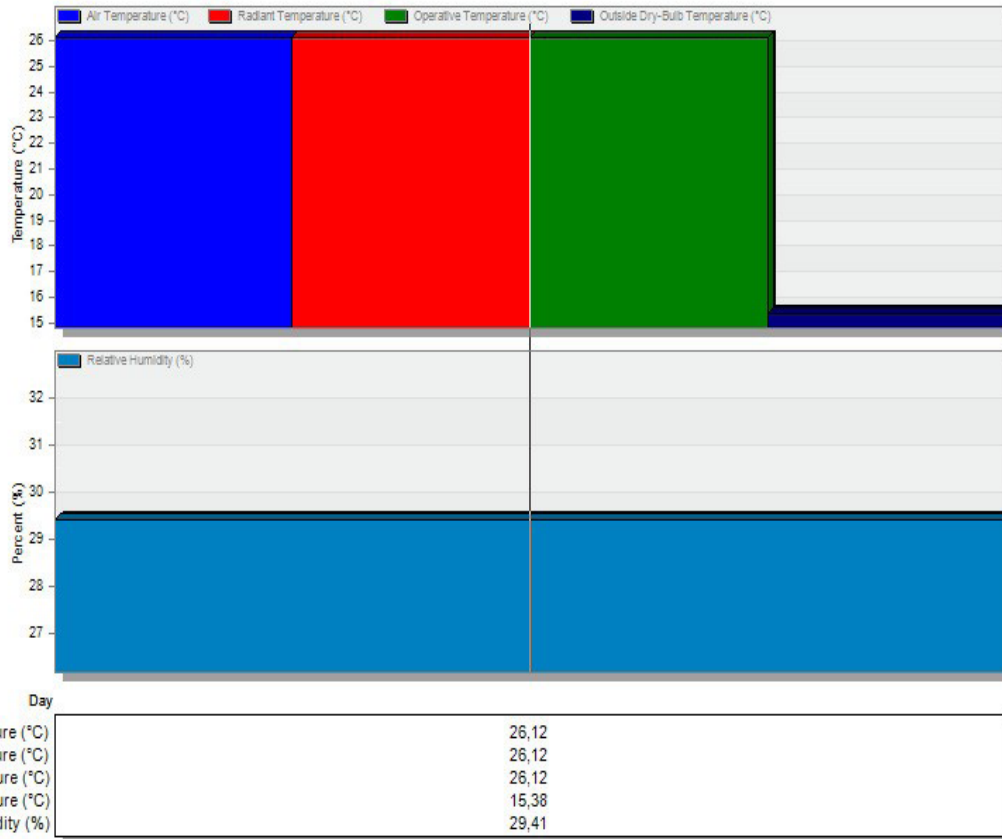 Air Temperature (°C) Radiant Temperature (°C) Operative Temperature (°C) Outside Dry-Bulb Temperature (°C)
Temperature (°C)
26
25
24
23
22
21
20
19
18
17
16
15
Relative Humidity (%)
Percent (%)
32
31
30
29
28
27
Day
ure (°C) 26,12
ure (°C) 26,12
ure (°C) 26,12
ure (°C) 15,38
dity (%) 29,41